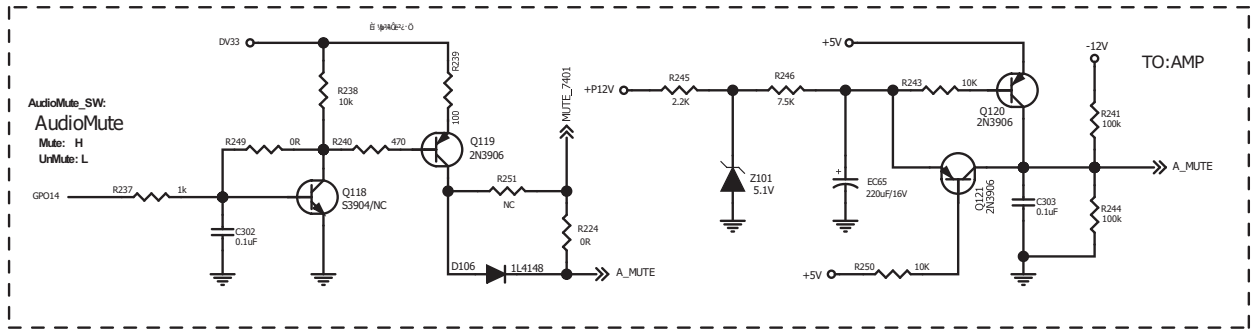 DV33
R239
100
R238
10k
MUTE_7401
AudioMute_SW:
AudioMute
Mute: H
UnMute: L
R249
0R
R240
470
Q119
2N3906
GPO14
R237
1k
Q118
S3904/NC
R251
NC
C302
0.1uF
R224
0R
D106
1L4148
A_MUTE
+5V
-12V
TO:AMP
+P12V
R245
2.2K
R246
7.5K
R243
10K
Q120
2N3906
R241
100k
A_MUTE
Z101
5.1V
+
EC65
220uF/16V
Q121
2N3906
C303
0.1uF
R244
100k
+5V
R250
10K